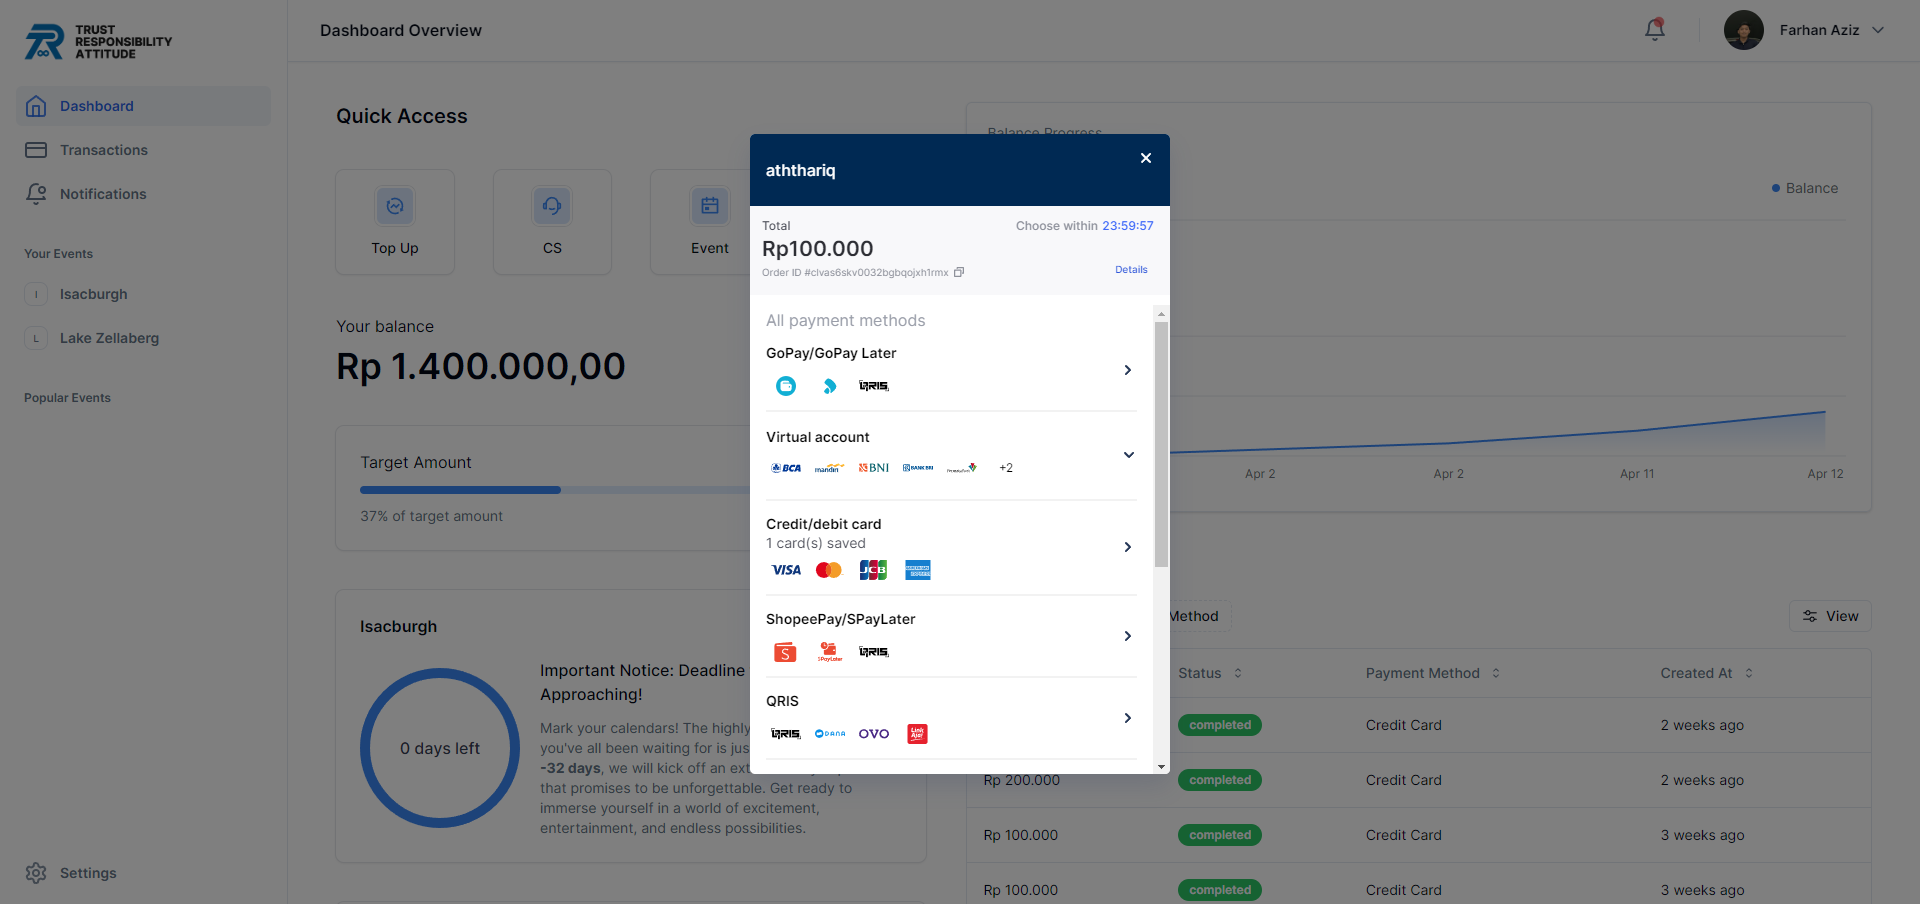 TRUST
RESPONSIBILITY
ATTITUDE
Dashboard
Transactions
Notifications
Your Events
I
Isacburgh
L
Lake Zellaberg
Popular Events
Settings
Dashboard Overview
Farhan Aziz
Quick Access
Top Up
CS
Event
Your balance
Rp 1.400.000,00
Target Amount
37% of target amount
Isacburgh
0 days left
Important Notice: Deadline
Approaching!
Mark your calendars! The highly
you've all been waiting for is jus
-32 days, we will kick off an ext
that promises to be unforgettable. Get ready to
immerse yourself in a world of excitement,
entertainment, and endless possibilities.
Balance Progress
Balance
Apr 2
Apr 2
Apr 11
Apr 12
Method
View
Status
Payment Method
Created At
completed
Credit Card
2 weeks ago
Rp 200.000
completed
Credit Card
2 weeks ago
Rp 100.000
completed
Credit Card
3 weeks ago
Rp 100.000
completed
Credit Card
3 weeks ago
aththariq
Total
Choose within 23:59:57
Rp100.000
Order ID #clvas6skv0032bgbqojxh1rmx
Details
All payment methods
GoPay/GoPay Later
QRIS
Virtual account
BCA
mandiri
BNI
BANK BRI
PermataBank
+2
Credit/debit card
1 card(s) saved
VISA
JCB
AMERICAN EXPRESS
ShopeePay/SPayLater
S
SPayLater
QRIS
QRIS
QRIS
DANA
OVO
LinkAja!